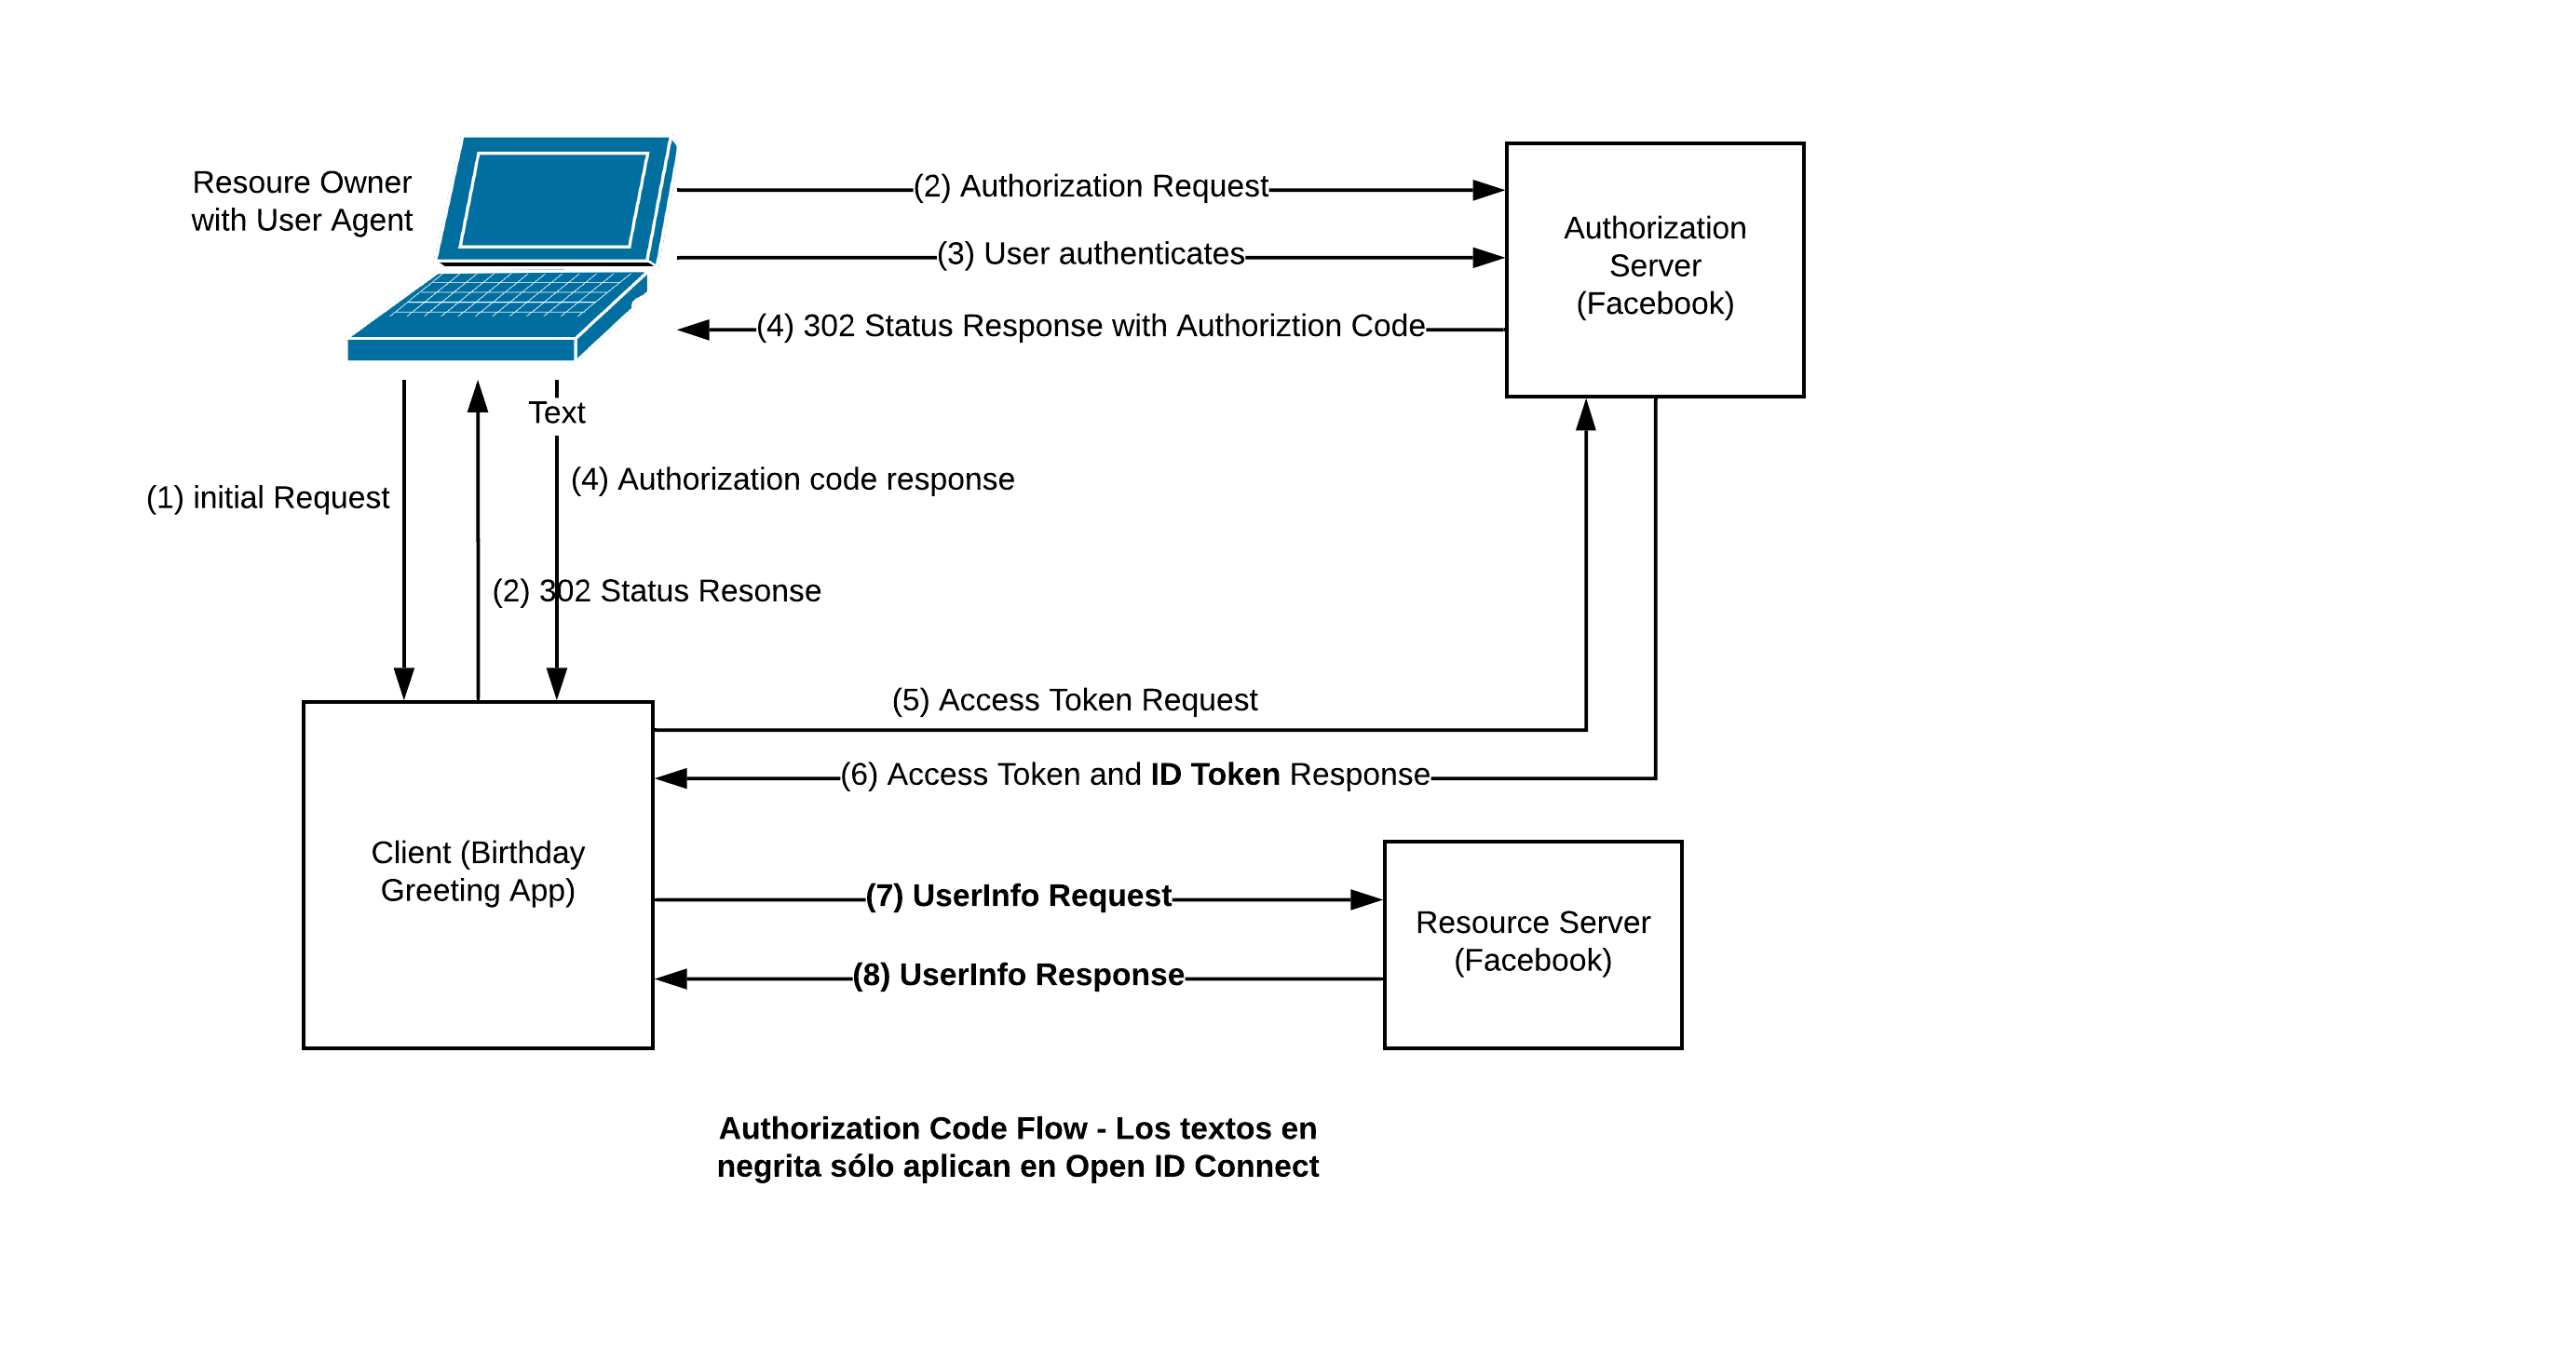 Resoure Owner
with User Agent
(2) Authorization Request
(3) User authenticates
(4) 302 Status Response with Authoriztion Code
Authorization
Server
(Facebook)
Text
(1) initial Request
(4) Authorization code response
(2) 302 Status Resonse
(5) Access Token Request
(6) Access Token and ID Token Response
Client (Birthday
Greeting App)
(7) UserInfo Request
(8) UserInfo Response
Resource Server
(Facebook)
Authorization Code Flow - Los textos en
negrita sólo aplican en Open ID Connect